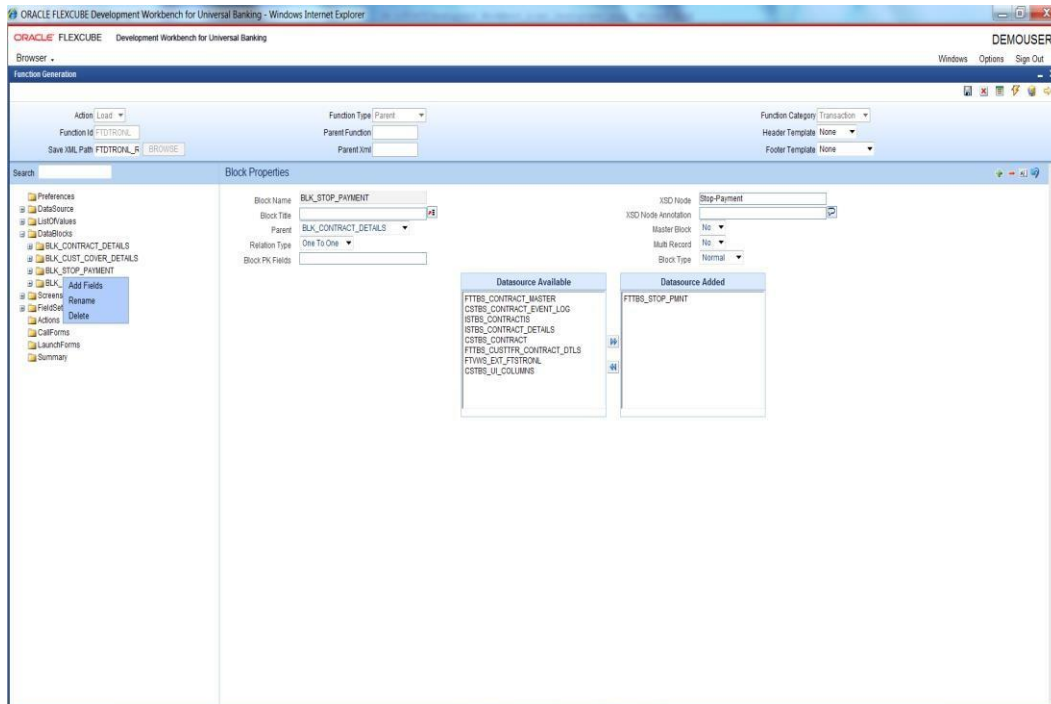 ORACLE FLEXCUBE Development Workbench for Universal Banking - Windows Internet Explorer
ORACLE FLEXCUBE Development Workbench for Universal Banking
DEMOUSER
Browser
Windows Options Sign Out
Function Generation
Action Load
Function Type Parent
Function Category Transaction
Function Id FTDTRONL
Parent Function
Header Template None
Save XML Path FTDTRONL_R BROWSE
Parent Xml
Footer Template None
Search
Block Properties
Preferences
DataSource
ListOfValues
DataBlocks
BLK_CONTRACT_DETAILS
BLK_CUST_COVER_DETAILS
BLK_STOP_PAYMENT
BLK_
Screens
FieldSet
Actions
CallForms
LaunchForms
Summary
Add Fields
Rename
Delete
Block Name BLK_STOP_PAYMENT
XSD Node Stop-Payment
Block Title
XSD Node Annotation
Parent BLK_CONTRACT_DETAILS
Master Block No
Relation Type One To One
Multi Record No
Block PK Fields
Block Type Normal
Datasource Available
Datasource Added
FTTBS_CONTRACT_MASTER
CSTBS_CONTRACT_EVENT_LOG
ISTBS_CONTRACTIS
ISTBS_CONTRACT_DETAILS
CSTBS_CONTRACT
FTTBS_CUSTTFR_CONTRACT_DTLS
FTVWS_EXT_FTSTRONL
CSTBS_UI_COLUMNS
FTTBS_STOP_PMNT